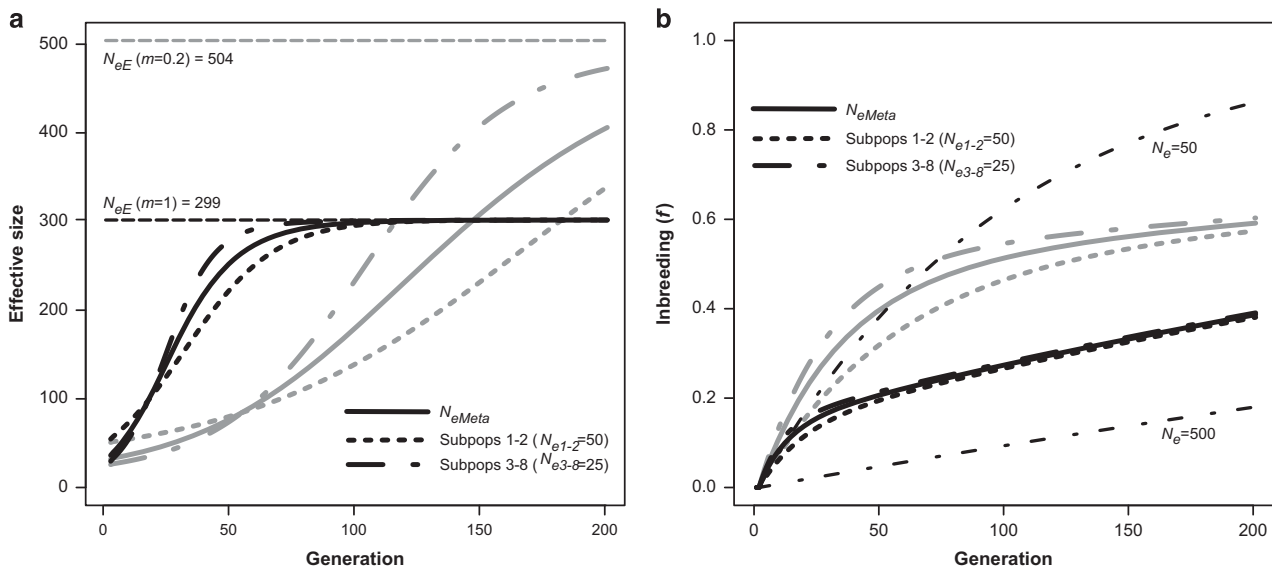 a
Effective size
500
400
300
200
100
0
N_eE (m=0.2) = 504
N_eE (m=1) = 299
N_eMeta
Subpops 1-2 (N_e1-2=50)
Subpops 3-8 (N_e3-8=25)
0 50 100 150 200
Generation
b
Inbreeding (f)
1.0
0.8
0.6
0.4
0.2
0.0
N_eMeta
Subpops 1-2 (N_e1-2=50)
Subpops 3-8 (N_e3-8=25)
N_e=50
N_e=500
0 50 100 150 200
Generation